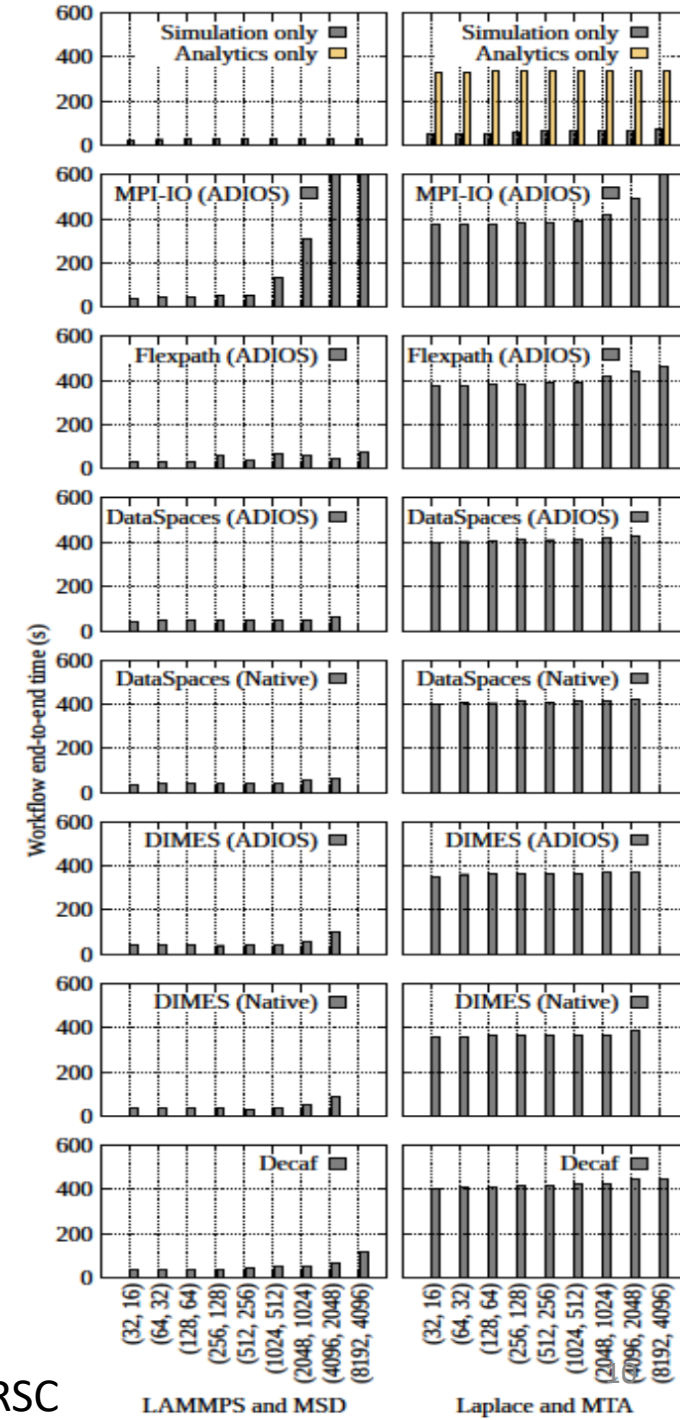 Workflow end-to-end time (s)
600
400
200
0
Simulation only
Analytics only
Simulation only
Analytics only
600
400
200
0
MPI-IO (ADIOS)
MPI-IO (ADIOS)
600
400
200
0
Flexpath (ADIOS)
Flexpath (ADIOS)
600
400
200
0
DataSpaces (ADIOS)
DataSpaces (ADIOS)
600
400
200
0
DataSpaces (Native)
DataSpaces (Native)
600
400
200
0
DIMES (ADIOS)
DIMES (ADIOS)
600
400
200
0
DIMES (Native)
DIMES (Native)
600
400
200
0
Decaf
Decaf
(32, 16)
(64, 32)
(128, 64)
(256, 128)
(512, 256)
(1024, 512)
(2048, 1024)
(4096, 2048)
(8192, 4096)
(32, 16)
(64, 32)
(128, 64)
(256, 128)
(512, 256)
(1024, 512)
(2048, 1024)
(4096, 2048)
(8192, 4096)
LAMMPS and MSD
Laplace and MTA
RSC